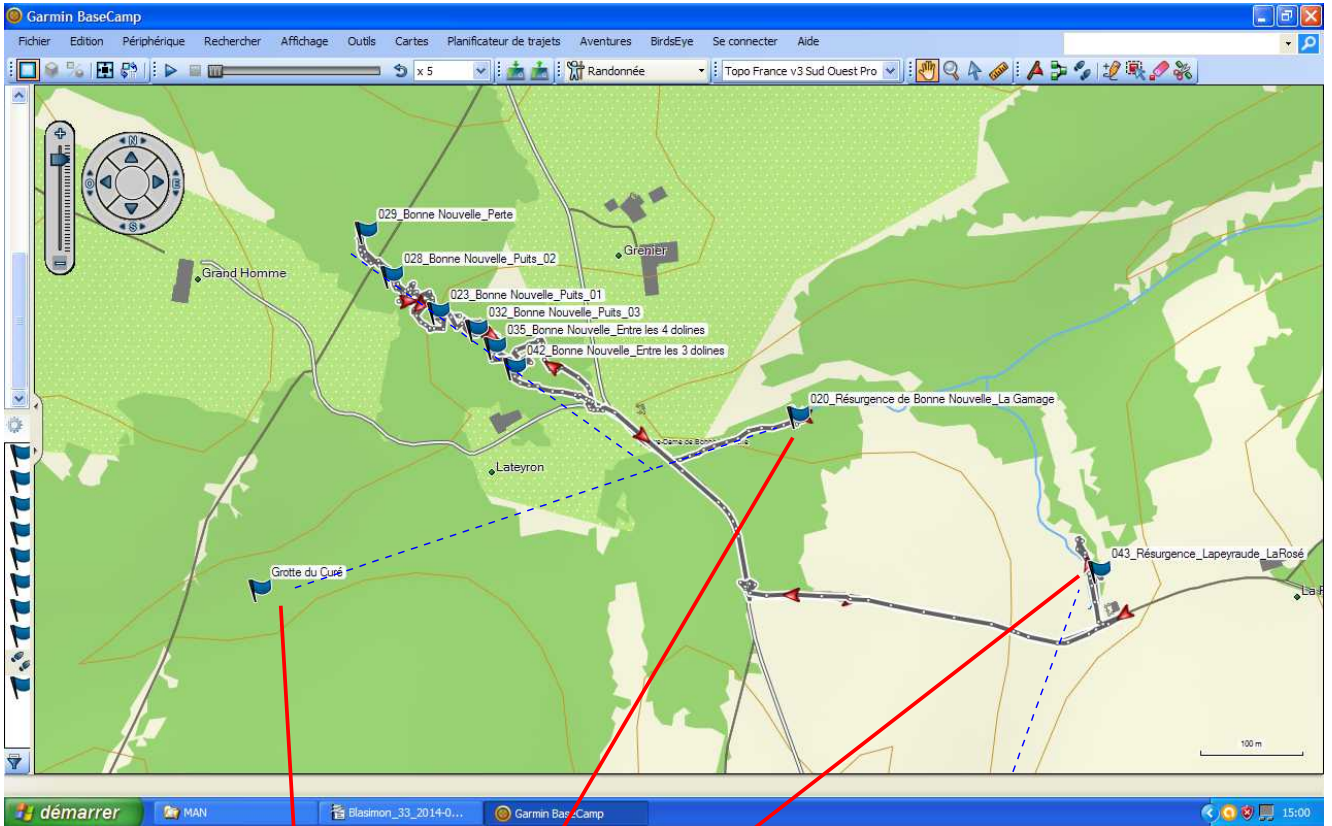 Garmin BaseCamp
Fichier Edition Périphérique Rechercher Affichage Outils Cartes Planificateur de trajets Aventures BirdsEye Se connecter Aide
x 5 Randonnée Topo France v3 Sud Ouest Pro
N
O E
S
029_Bonne Nouvelle_Perte
Grenier
028_Bonne Nouvelle_Puits_02
Grand Homme
023_Bonne Nouvelle_Puits_01
032_Bonne Nouvelle_Puits_03
035_Bonne Nouvelle_Entre les 4 dolines
042_Bonne Nouvelle_Entre les 3 dolines
020_Résurgence de Bonne Nouvelle_La Gamage
Lateyron
043_Résurgence_Lapeyraude_LaRosé
Grotte du Curé
100 m
démarrer MAN Blasimon_33_2014-0... Garmin BaseCamp 15:00